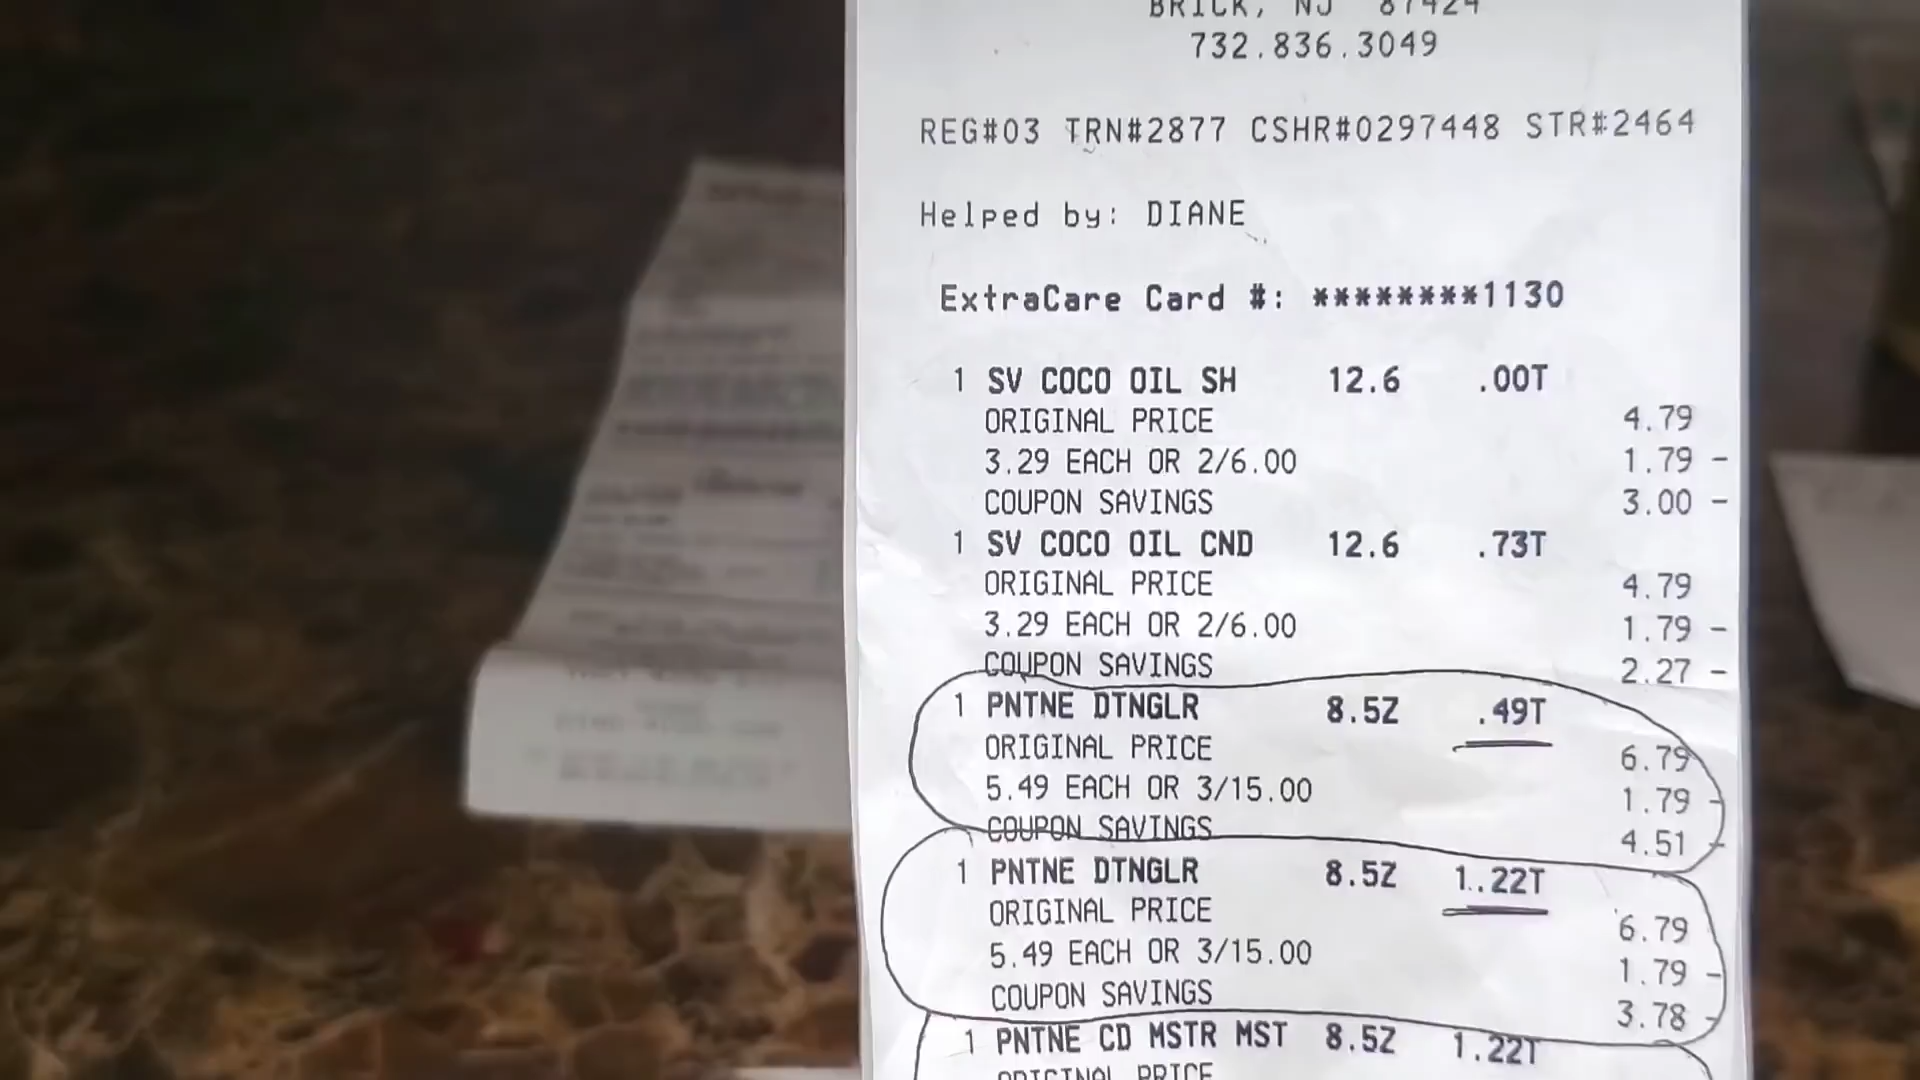 BRICK, NJ 87424
732.836.3049
REG#03 TRN#2877 CSHR#0297448 STR#2464
Helped by: DIANE
ExtraCare Card #: ********1130
1 SV COCO OIL SH 12.6 .00T
ORIGINAL PRICE 4.79
3.29 EACH OR 2/6.00 1.79 -
COUPON SAVINGS 3.00 -
1 SV COCO OIL CND 12.6 .73T
ORIGINAL PRICE 4.79
3.29 EACH OR 2/6.00 1.79 -
COUPON SAVINGS 2.27 -
1 PNTNE DTNGLR 8.5Z .49T
ORIGINAL PRICE 6.79
5.49 EACH OR 3/15.00 1.79 -
COUPON SAVINGS 4.51 -
1 PNTNE DTNGLR 8.5Z 1.22T
ORIGINAL PRICE 6.79
5.49 EACH OR 3/15.00 1.79 -
COUPON SAVINGS 3.78 -
1 PNTNE CD MSTR MST 8.5Z 1.22T
ORIGINAL PRICE